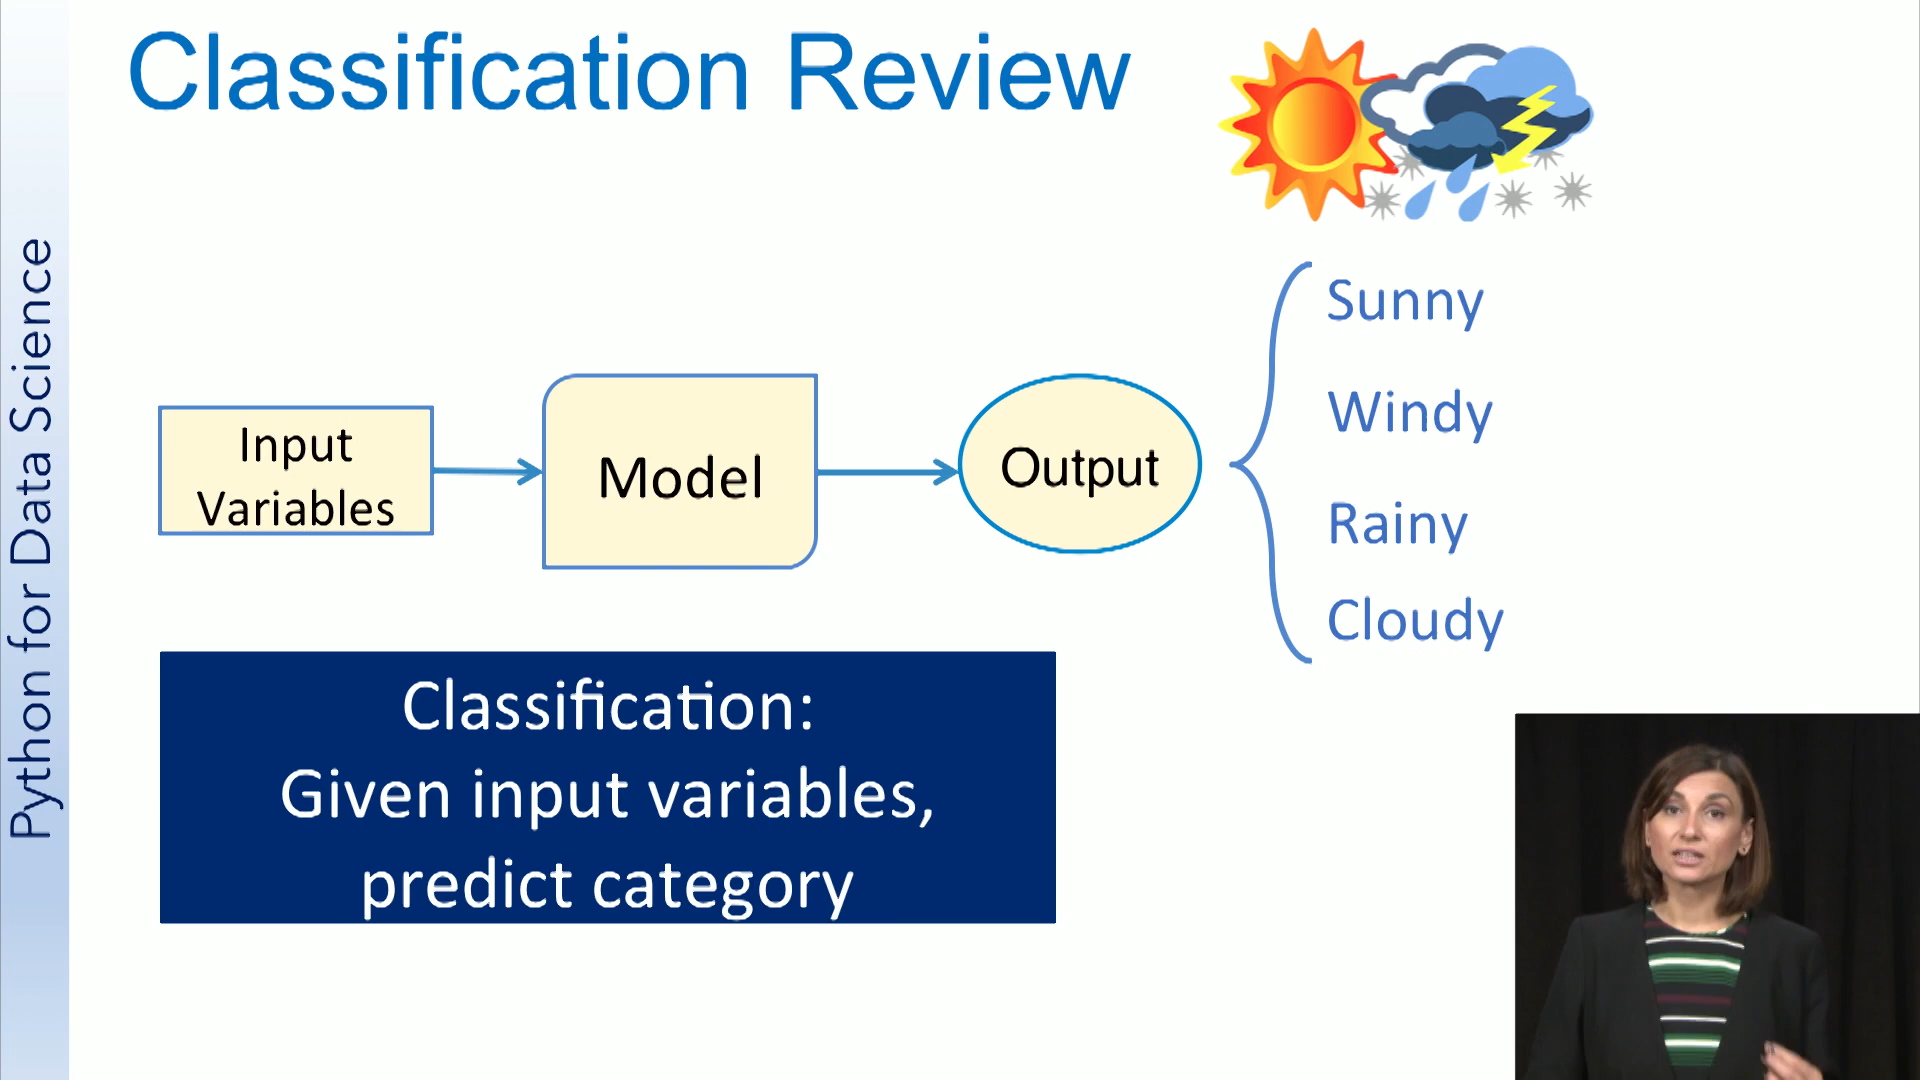 Classification Review
Python for Data Science
Input
Variables
Model
Output
Sunny
Windy
Rainy
Cloudy
Classification:
Given input variables,
predict category